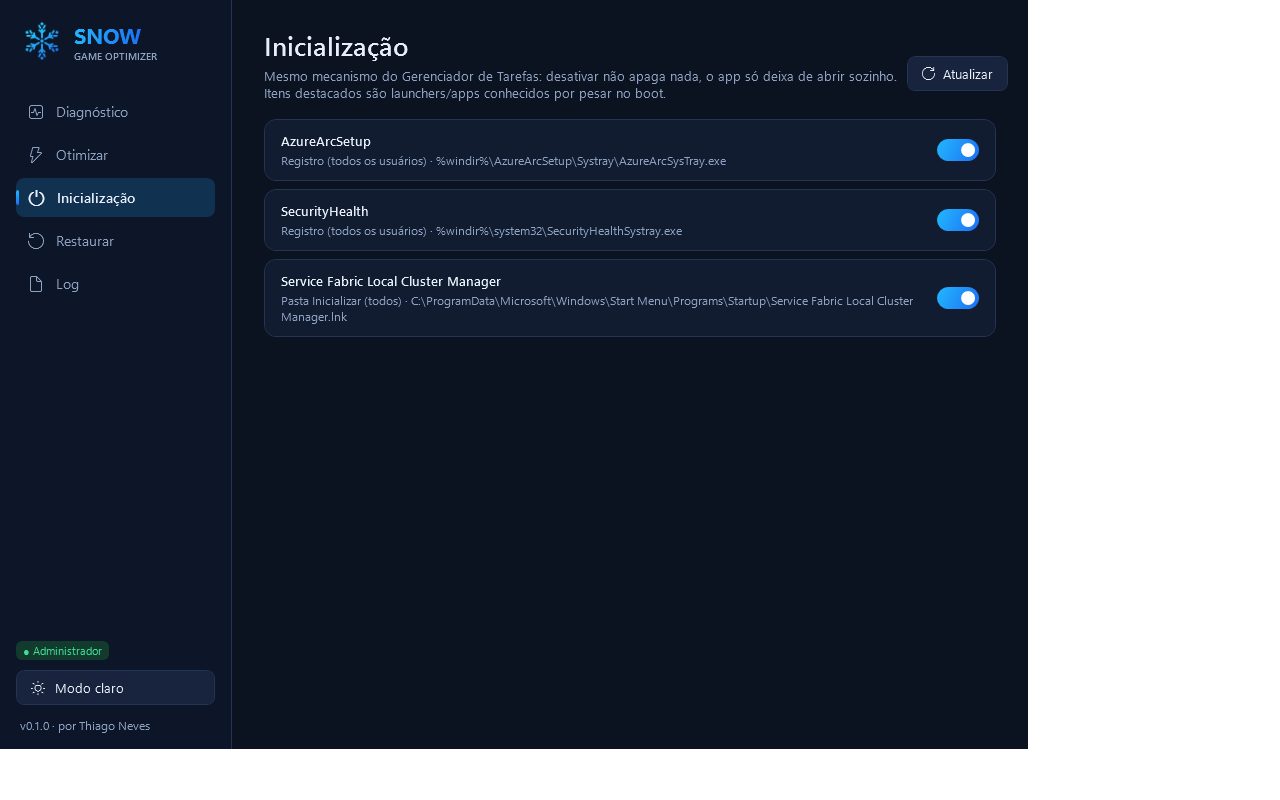 SNOW
GAME OPTIMIZER
Diagnóstico
Otimizar
Inicialização
Restaurar
Log
● Administrador
Modo claro
v0.1.0 · por Thiago Neves
Inicialização
Mesmo mecanismo do Gerenciador de Tarefas: desativar não apaga nada, o app só deixa de abrir sozinho.
Itens destacados são launchers/apps conhecidos por pesar no boot.
Atualizar
AzureArcSetup
Registro (todos os usuários) · %windir%\AzureArcSetup\Systray\AzureArcSysTray.exe
SecurityHealth
Registro (todos os usuários) · %windir%\system32\SecurityHealthSystray.exe
Service Fabric Local Cluster Manager
Pasta Inicializar (todos) · C:\ProgramData\Microsoft\Windows\Start Menu\Programs\Startup\Service Fabric Local Cluster
Manager.lnk